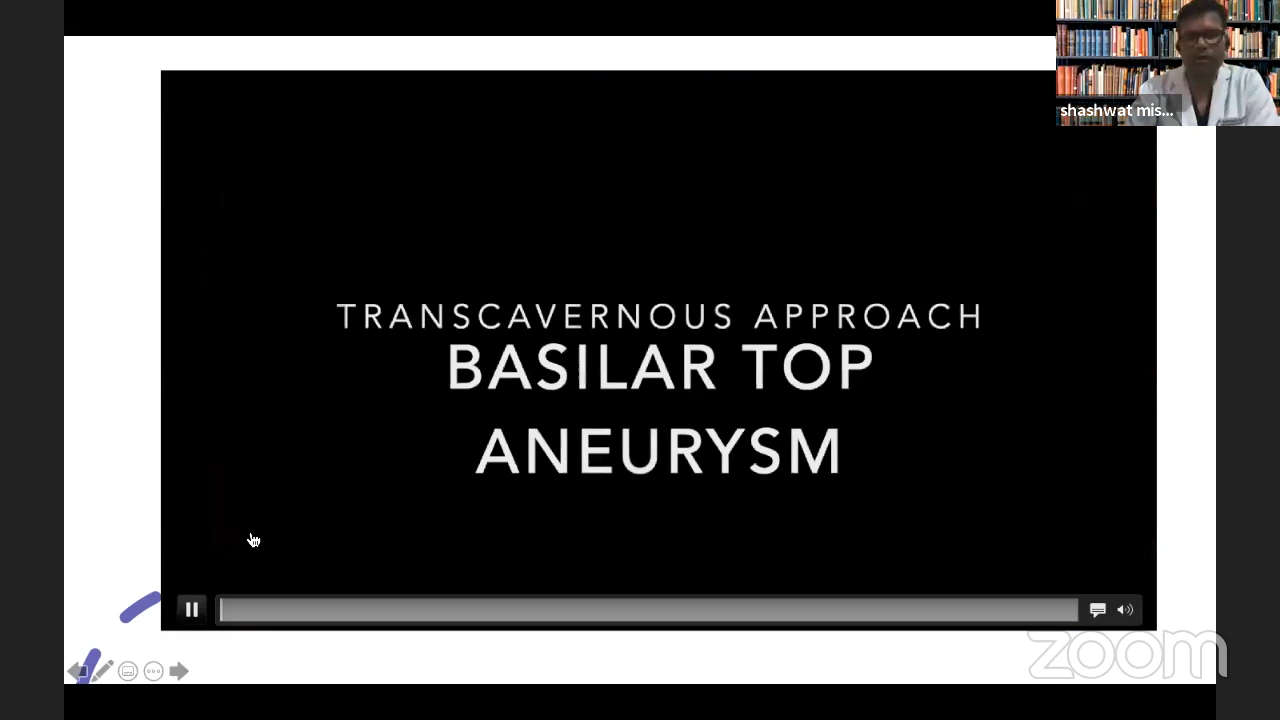 shashwat mis...
TRANSCAVERNOUS APPROACH
BASILAR TOP
ANEURYSM
zoom